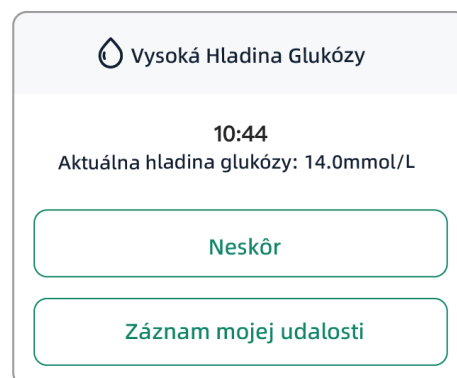 Vysoká Hladina Glukózy
10:44
Aktuálna hladina glukózy: 14.0mmol/L
Neskôr
Záznam mojej udalosti